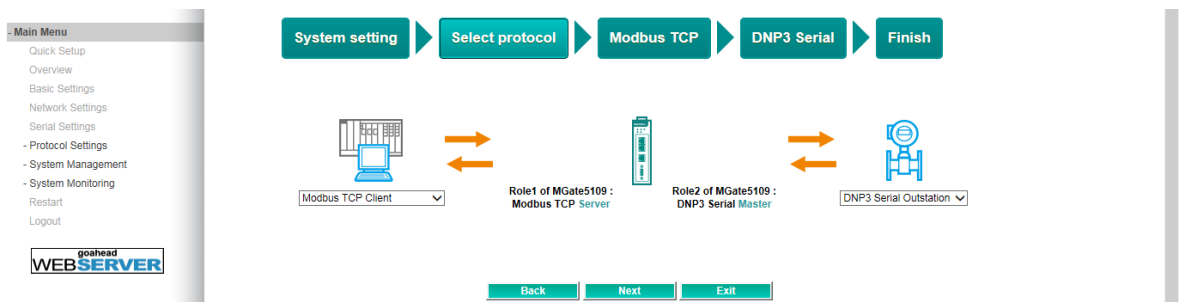 - Main Menu
Quick Setup
Overview
Basic Settings
Network Settings
Serial Settings
- Protocol Settings
- System Management
- System Monitoring
Restart
Logout
goahead
WEBSERVER
System setting
Select protocol
Modbus TCP
DNP3 Serial
Finish
Modbus TCP Client
Role1 of MGate5109 :
Modbus TCP Server
Role2 of MGate5109 :
DNP3 Serial Master
DNP3 Serial Outstation
Back
Next
Exit